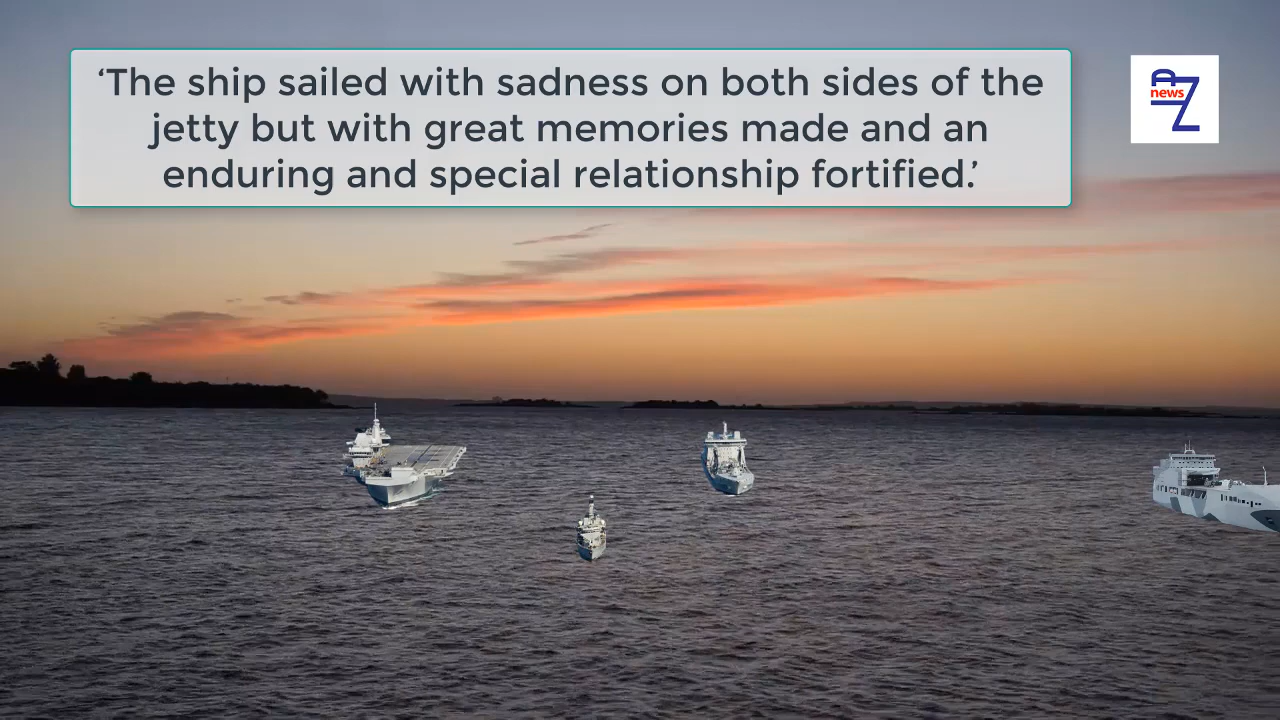 ‘The ship sailed with sadness on both sides of the
jetty but with great memories made and an
enduring and special relationship fortified.’
A
news
Z